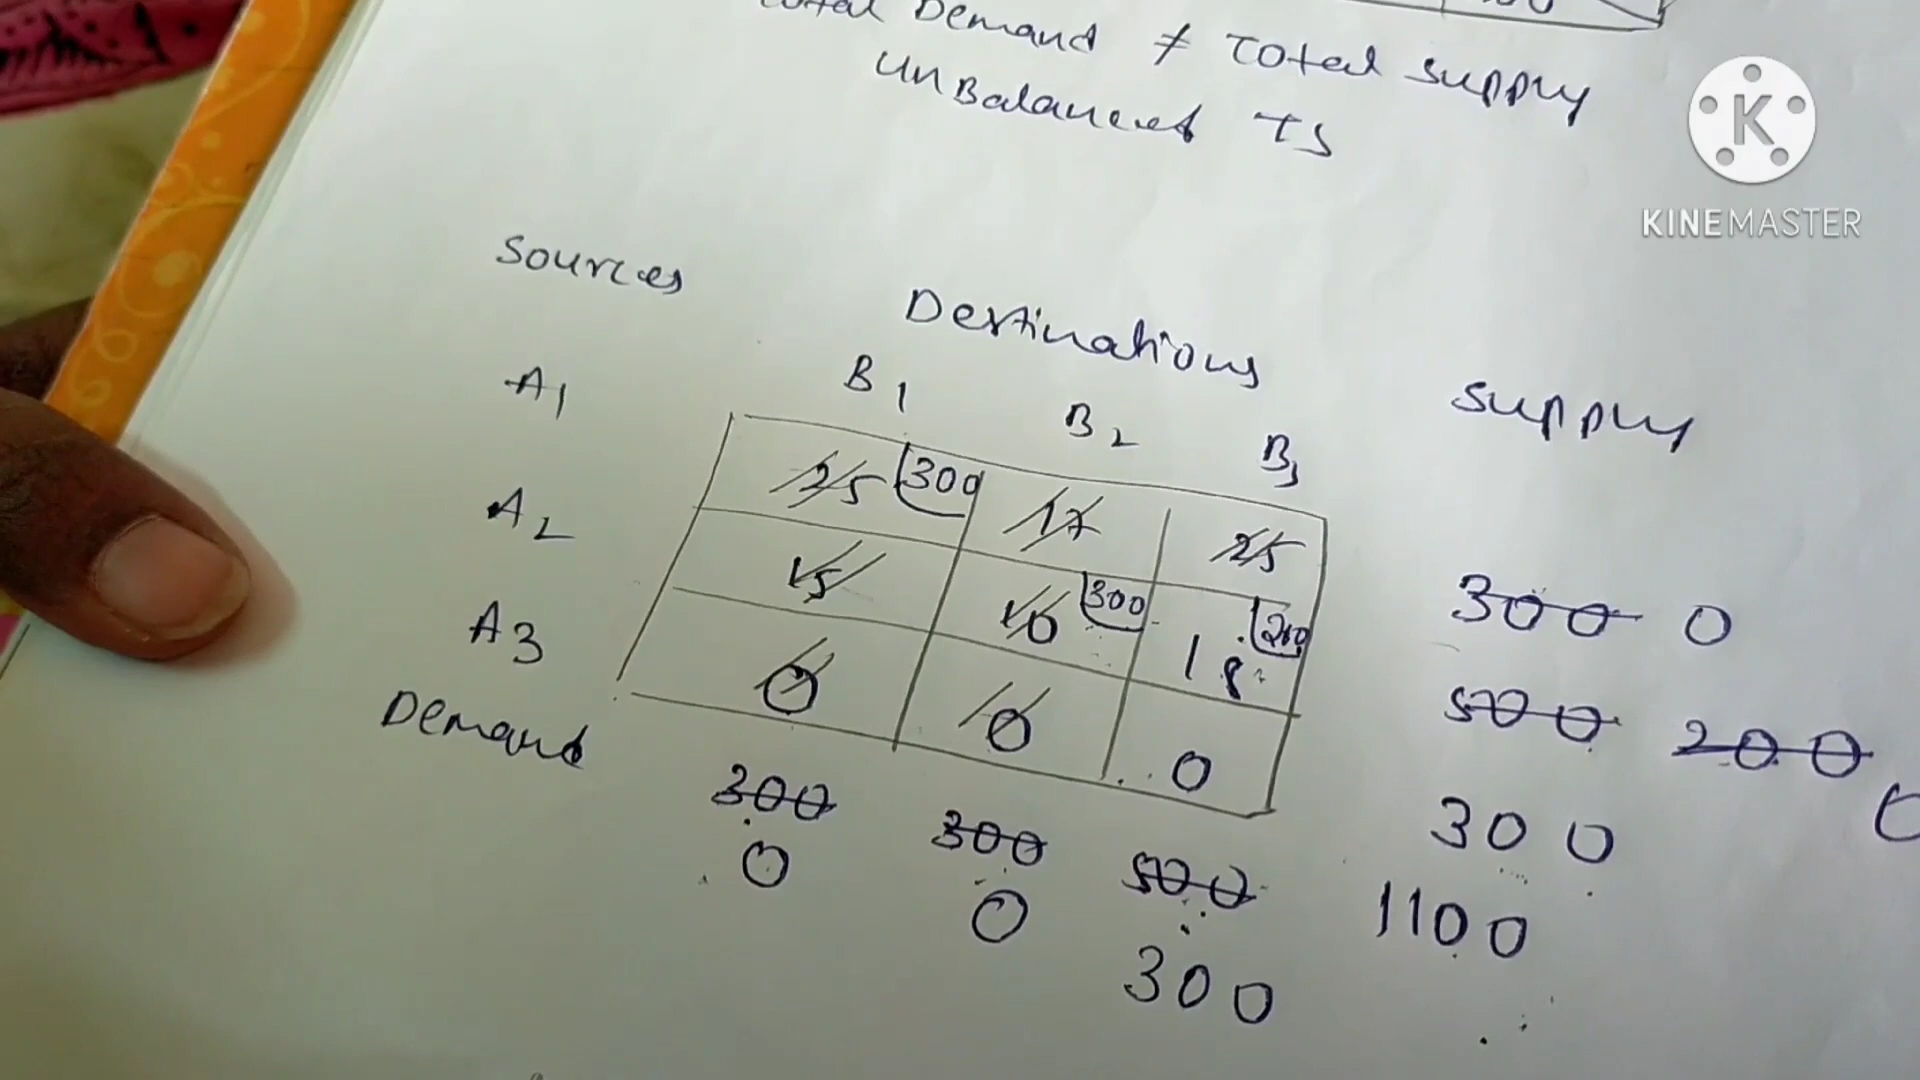 Total Demand ≠ Total supply
UnBalanced TS
KINEMASTER
Sources
Destinations
supply
B1 B2 B3
A1 25 300 17 25 300 0
A2 15 10 300 18 200 500 200 0
A3 0 0 0 300
Demand 300 300 500 1100
0 0 300